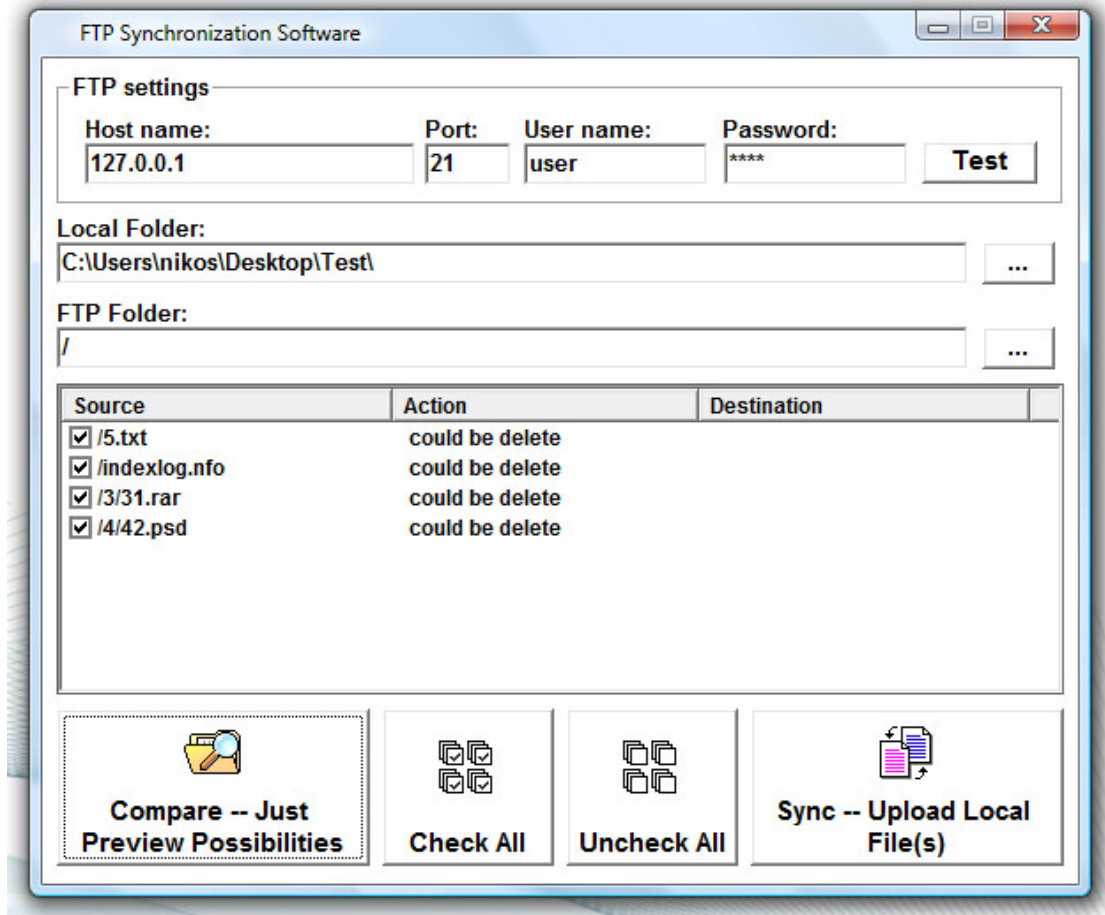 FTP Synchronization Software
FTP settings
Host name: Port: User name: Password:
127.0.0.1 21 user **** Test
Local Folder:
C:\Users\nikos\Desktop\Test\ ...
FTP Folder:
/ ...
Source Action Destination
/5.txt could be delete
/indexlog.nfo could be delete
/3/31.rar could be delete
/4/42.psd could be delete
Compare -- Just
Preview Possibilities
Check All
Uncheck All
Sync -- Upload Local
File(s)